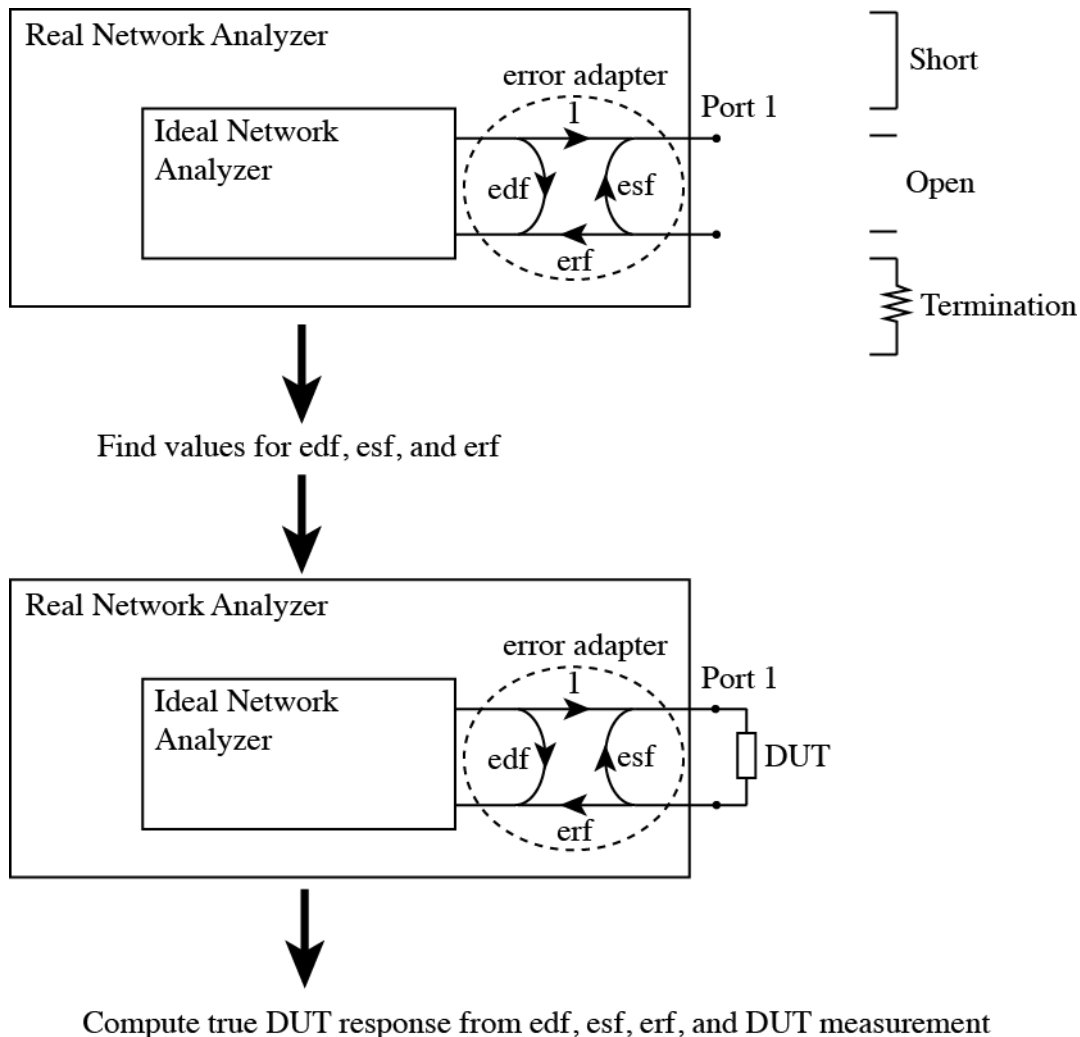 Real Network Analyzer
error adapter
1
Port 1
Ideal Network
Analyzer
edf
esf
erf
Short
Open
Termination
Find values for edf, esf, and erf
Real Network Analyzer
error adapter
1
Port 1
Ideal Network
Analyzer
edf
esf
erf
DUT
Compute true DUT response from edf, esf, erf, and DUT measurement